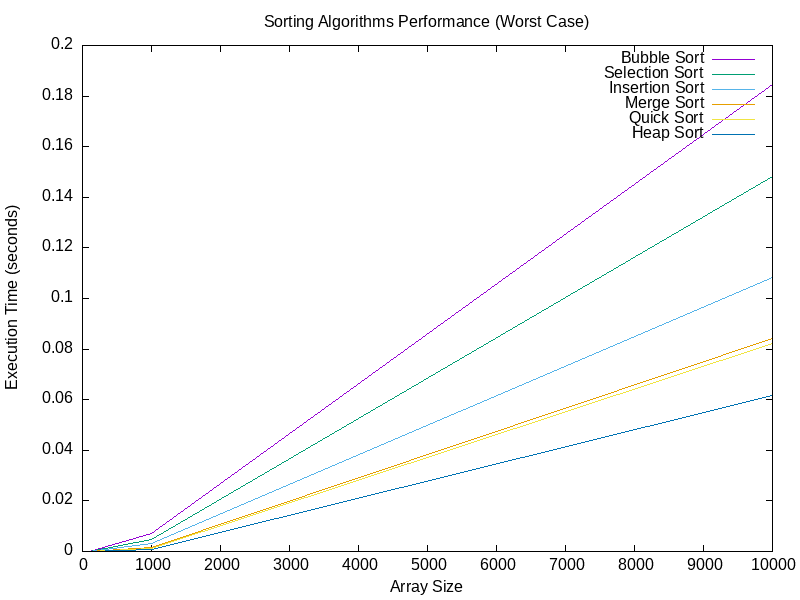 Sorting Algorithms Performance (Worst Case)
0.2
0.18
0.16
0.14
0.12
0.1
0.08
0.06
0.04
0.02
0
Execution Time (seconds)
Bubble Sort
Selection Sort
Insertion Sort
Merge Sort
Quick Sort
Heap Sort
0 1000 2000 3000 4000 5000 6000 7000 8000 9000 10000
Array Size